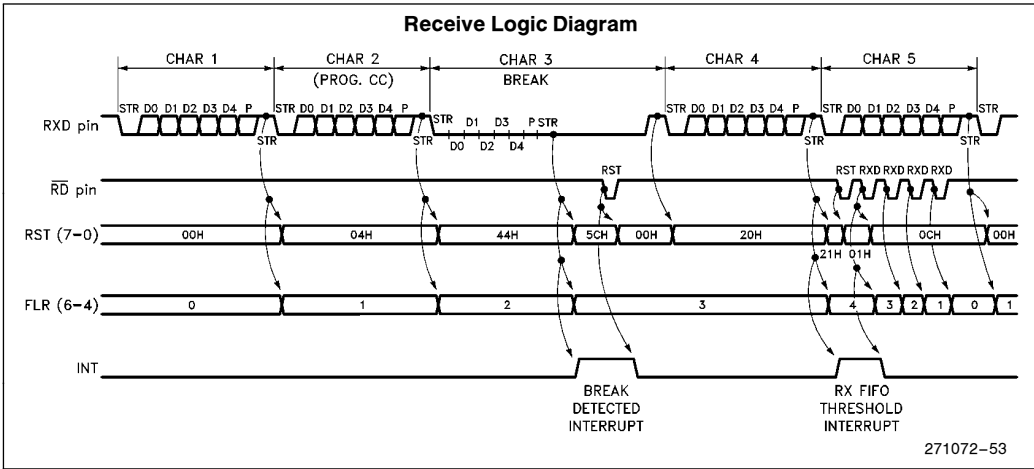 Receive Logic Diagram
CHAR 1 CHAR 2 CHAR 3 CHAR 4 CHAR 5
(PROG. CC) BREAK
RXD pin STR D0 D1 D2 D3 D4 P STR D0 D1 D2 D3 D4 P STR D1 D3 P STR STR D0 D1 D2 D3 D4 P STR D0 D1 D2 D3 D4 P STR
D0 D2 D4
STR STR STR STR
RST RST RXD RXD RXD RXD
RD pin
RST (7-0) 00H 04H 44H 5CH 00H 20H 0CH 00H
21H 01H
FLR (6-4) 0 1 2 3 4 3 2 1 0 1
INT
BREAK DETECTED INTERRUPT
RX FIFO THRESHOLD INTERRUPT
271072-53